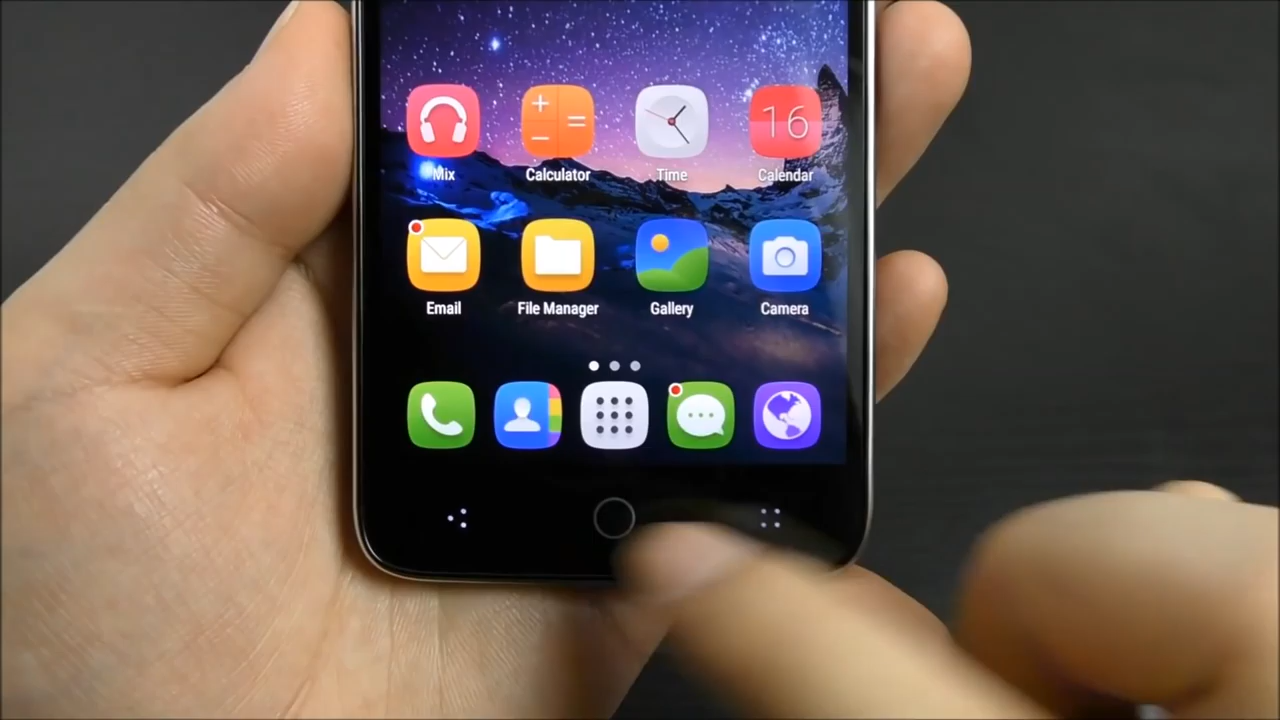 16
Mix
Calculator
Time
Calendar
Email
File Manager
Gallery
Camera